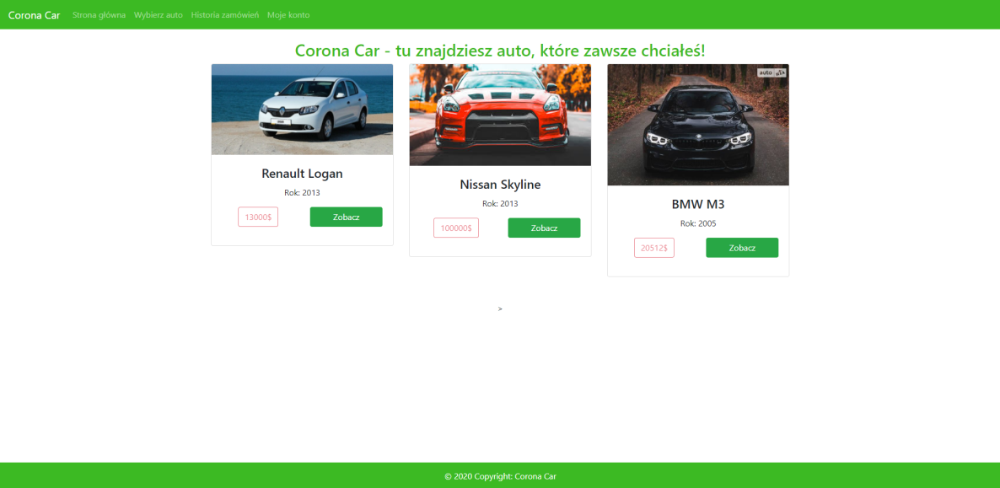 Corona Car Strona główna Wybierz auto Historia zamówień Moje konto
Corona Car - tu znajdziesz auto, które zawsze chciałeś!
auto
Renault Logan
Rok: 2013
13000$ Zobacz
Nissan Skyline
Rok: 2013
100000$ Zobacz
BMW M3
Rok: 2005
20512$ Zobacz
>
© 2020 Copyright: Corona Car